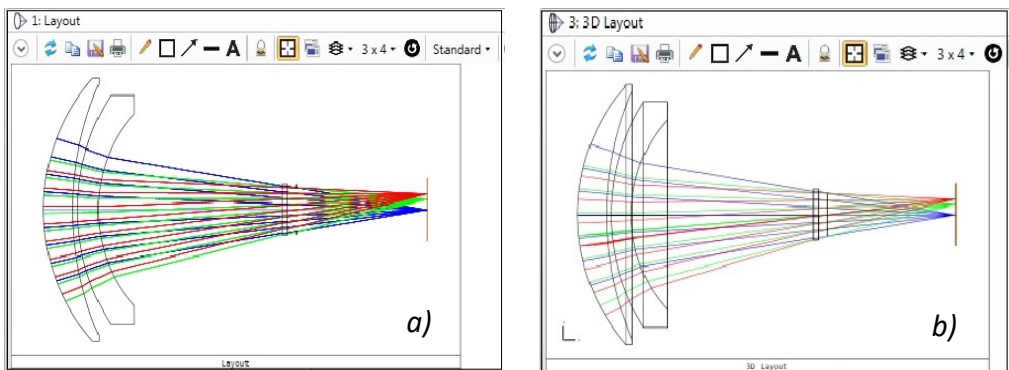 1: Layout
3 x 4
Standard
a)
Layout
3: 3D Layout
3 x 4
b)
3D Layout